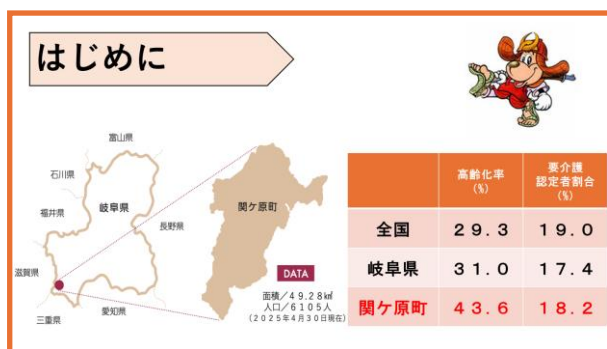 はじめに
富山県
石川県
福井県
岐阜県
長野県
滋賀県
愛知県
三重県
関ケ原町
DATA
面積／49.28㎢
人口／6105人
(2025年4月30日現在)
高齢化率
(%)
要介護
認定者割合
(%)
全国 29.3 19.0
岐阜県 31.0 17.4
関ケ原町 43.6 18.2